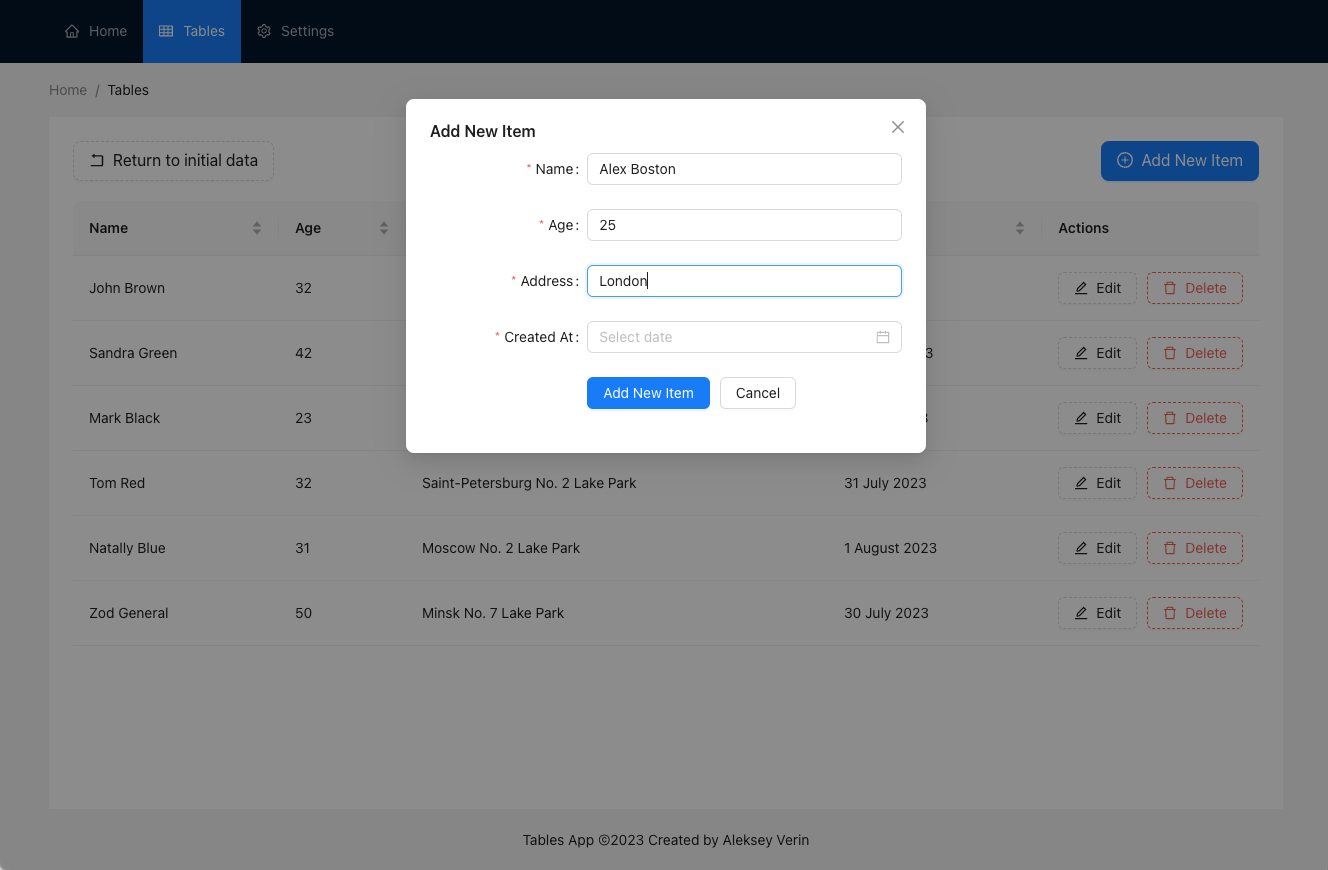 Home Tables Settings
Home / Tables
Add New Item
Return to initial data
Add New Item
* Name: Alex Boston
* Age: 25
* Address: London
* Created At: Select date
Add New Item Cancel
Name Age Actions
John Brown 32 Edit Delete
Sandra Green 42 3 Edit Delete
Mark Black 23 Edit Delete
Tom Red 32 Saint-Petersburg No. 2 Lake Park 31 July 2023 Edit Delete
Natally Blue 31 Moscow No. 2 Lake Park 1 August 2023 Edit Delete
Zod General 50 Minsk No. 7 Lake Park 30 July 2023 Edit Delete
Tables App ©2023 Created by Aleksey Verin